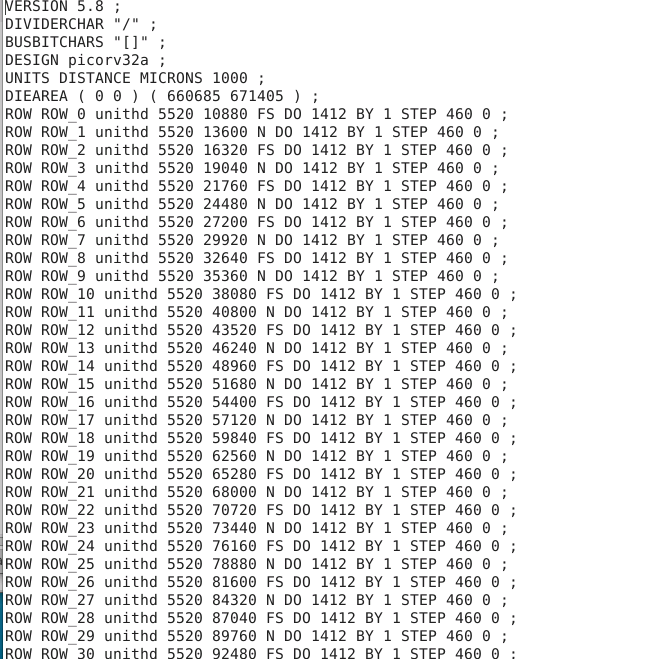 VERSION 5.8 ;
DIVIDERCHAR "/" ;
BUSBITCHARS "[]" ;
DESIGN picorv32a ;
UNITS DISTANCE MICRONS 1000 ;
DIEAREA ( 0 0 ) ( 660685 671405 ) ;
ROW ROW_0 unithd 5520 10880 FS DO 1412 BY 1 STEP 460 0 ;
ROW ROW_1 unithd 5520 13600 N DO 1412 BY 1 STEP 460 0 ;
ROW ROW_2 unithd 5520 16320 FS DO 1412 BY 1 STEP 460 0 ;
ROW ROW_3 unithd 5520 19040 N DO 1412 BY 1 STEP 460 0 ;
ROW ROW_4 unithd 5520 21760 FS DO 1412 BY 1 STEP 460 0 ;
ROW ROW_5 unithd 5520 24480 N DO 1412 BY 1 STEP 460 0 ;
ROW ROW_6 unithd 5520 27200 FS DO 1412 BY 1 STEP 460 0 ;
ROW ROW_7 unithd 5520 29920 N DO 1412 BY 1 STEP 460 0 ;
ROW ROW_8 unithd 5520 32640 FS DO 1412 BY 1 STEP 460 0 ;
ROW ROW_9 unithd 5520 35360 N DO 1412 BY 1 STEP 460 0 ;
ROW ROW_10 unithd 5520 38080 FS DO 1412 BY 1 STEP 460 0 ;
ROW ROW_11 unithd 5520 40800 N DO 1412 BY 1 STEP 460 0 ;
ROW ROW_12 unithd 5520 43520 FS DO 1412 BY 1 STEP 460 0 ;
ROW ROW_13 unithd 5520 46240 N DO 1412 BY 1 STEP 460 0 ;
ROW ROW_14 unithd 5520 48960 FS DO 1412 BY 1 STEP 460 0 ;
ROW ROW_15 unithd 5520 51680 N DO 1412 BY 1 STEP 460 0 ;
ROW ROW_16 unithd 5520 54400 FS DO 1412 BY 1 STEP 460 0 ;
ROW ROW_17 unithd 5520 57120 N DO 1412 BY 1 STEP 460 0 ;
ROW ROW_18 unithd 5520 59840 FS DO 1412 BY 1 STEP 460 0 ;
ROW ROW_19 unithd 5520 62560 N DO 1412 BY 1 STEP 460 0 ;
ROW ROW_20 unithd 5520 65280 FS DO 1412 BY 1 STEP 460 0 ;
ROW ROW_21 unithd 5520 68000 N DO 1412 BY 1 STEP 460 0 ;
ROW ROW_22 unithd 5520 70720 FS DO 1412 BY 1 STEP 460 0 ;
ROW ROW_23 unithd 5520 73440 N DO 1412 BY 1 STEP 460 0 ;
ROW ROW_24 unithd 5520 76160 FS DO 1412 BY 1 STEP 460 0 ;
ROW ROW_25 unithd 5520 78880 N DO 1412 BY 1 STEP 460 0 ;
ROW ROW_26 unithd 5520 81600 FS DO 1412 BY 1 STEP 460 0 ;
ROW ROW_27 unithd 5520 84320 N DO 1412 BY 1 STEP 460 0 ;
ROW ROW_28 unithd 5520 87040 FS DO 1412 BY 1 STEP 460 0 ;
ROW ROW_29 unithd 5520 89760 N DO 1412 BY 1 STEP 460 0 ;
ROW ROW_30 unithd 5520 92480 FS DO 1412 BY 1 STEP 460 0 ;